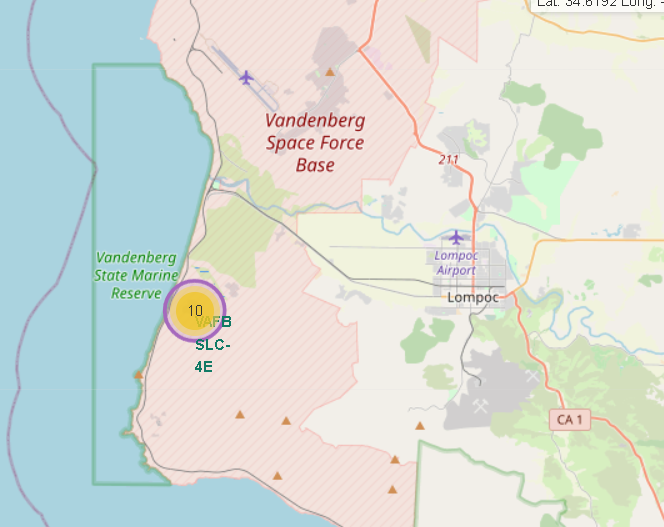 Lat: 34.6192 Long: -
Vandenberg
Space Force
Base
211
Vandenberg
State Marine
Reserve
Lompoc
Airport
Lompoc
10
VAFB
SLC-
4E
CA 1